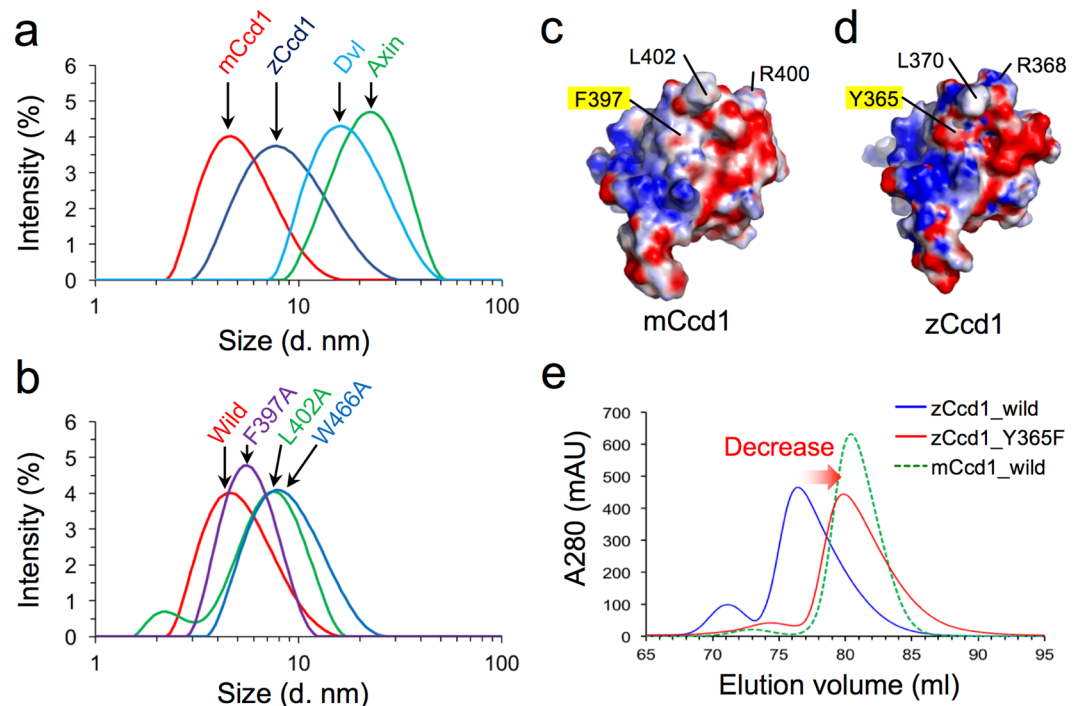 a
mCcd1
zCcd1
Dvl
Axin
Intensity (%)
6
5
4
3
2
1
0
1
10
100
Size (d. nm)
b
Wild
F397A
L402A
W466A
Intensity (%)
6
5
4
3
2
1
0
1
10
100
Size (d. nm)
c
L402
R400
F397
mCcd1
d
L370
R368
Y365
zCcd1
e
zCcd1_wild
zCcd1_Y365F
mCcd1_wild
Decrease
A280 (mAU)
700
600
500
400
300
200
100
0
65
70
75
80
85
90
95
Elution volume (ml)